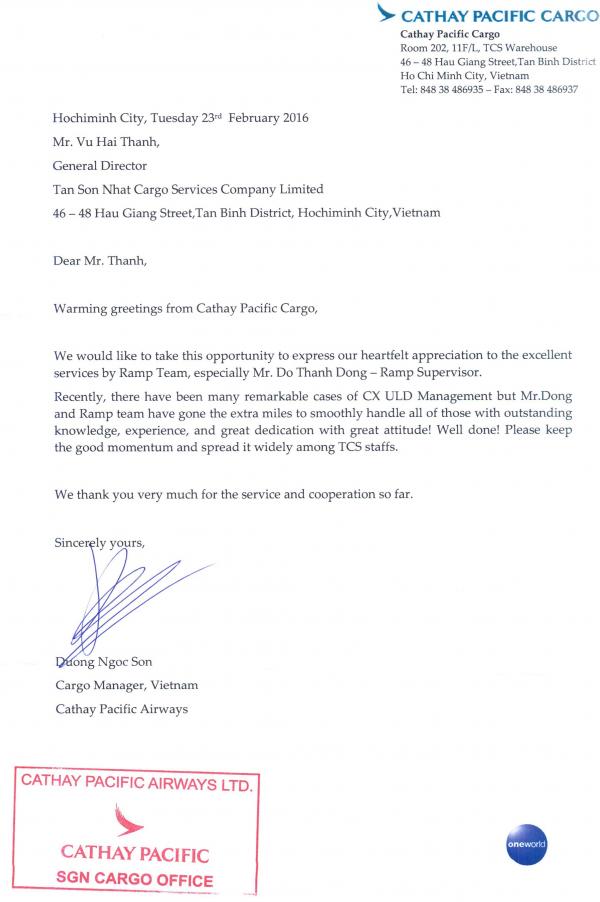 CATHAY PACIFIC CARGO
Cathay Pacific Cargo
Room 202, 11F/L, TCS Warehouse
46 – 48 Hau Giang Street,Tan Binh District
Ho Chi Minh City, Vietnam
Tel: 848 38 486935 – Fax: 848 38 486937
Hochiminh City, Tuesday 23rd February 2016
Mr. Vu Hai Thanh,
General Director
Tan Son Nhat Cargo Services Company Limited
46 – 48 Hau Giang Street,Tan Binh District, Hochiminh City,Vietnam
Dear Mr. Thanh,
Warming greetings from Cathay Pacific Cargo,
We would like to take this opportunity to express our heartfelt appreciation to the excellent
services by Ramp Team, especially Mr. Do Thanh Dong – Ramp Supervisor.
Recently, there have been many remarkable cases of CX ULD Management but Mr.Dong
and Ramp team have gone the extra miles to smoothly handle all of those with outstanding
knowledge, experience, and great dedication with great attitude! Well done! Please keep
the good momentum and spread it widely among TCS staffs.
We thank you very much for the service and cooperation so far.
Sincerely yours,
Duong Ngoc Son
Cargo Manager, Vietnam
Cathay Pacific Airways
CATHAY PACIFIC AIRWAYS LTD.
CATHAY PACIFIC
SGN CARGO OFFICE
oneworld